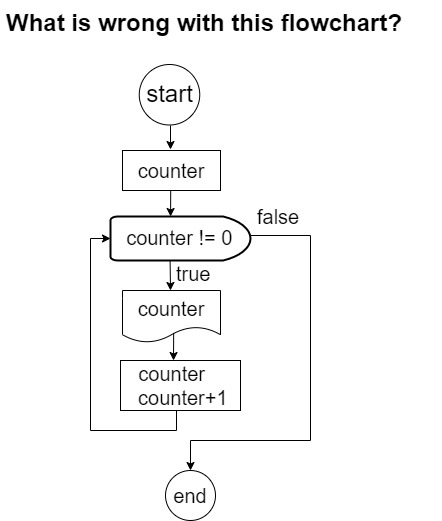 What is wrong with this flowchart?
start
counter
counter != 0
false
true
counter
counter
counter+1
end